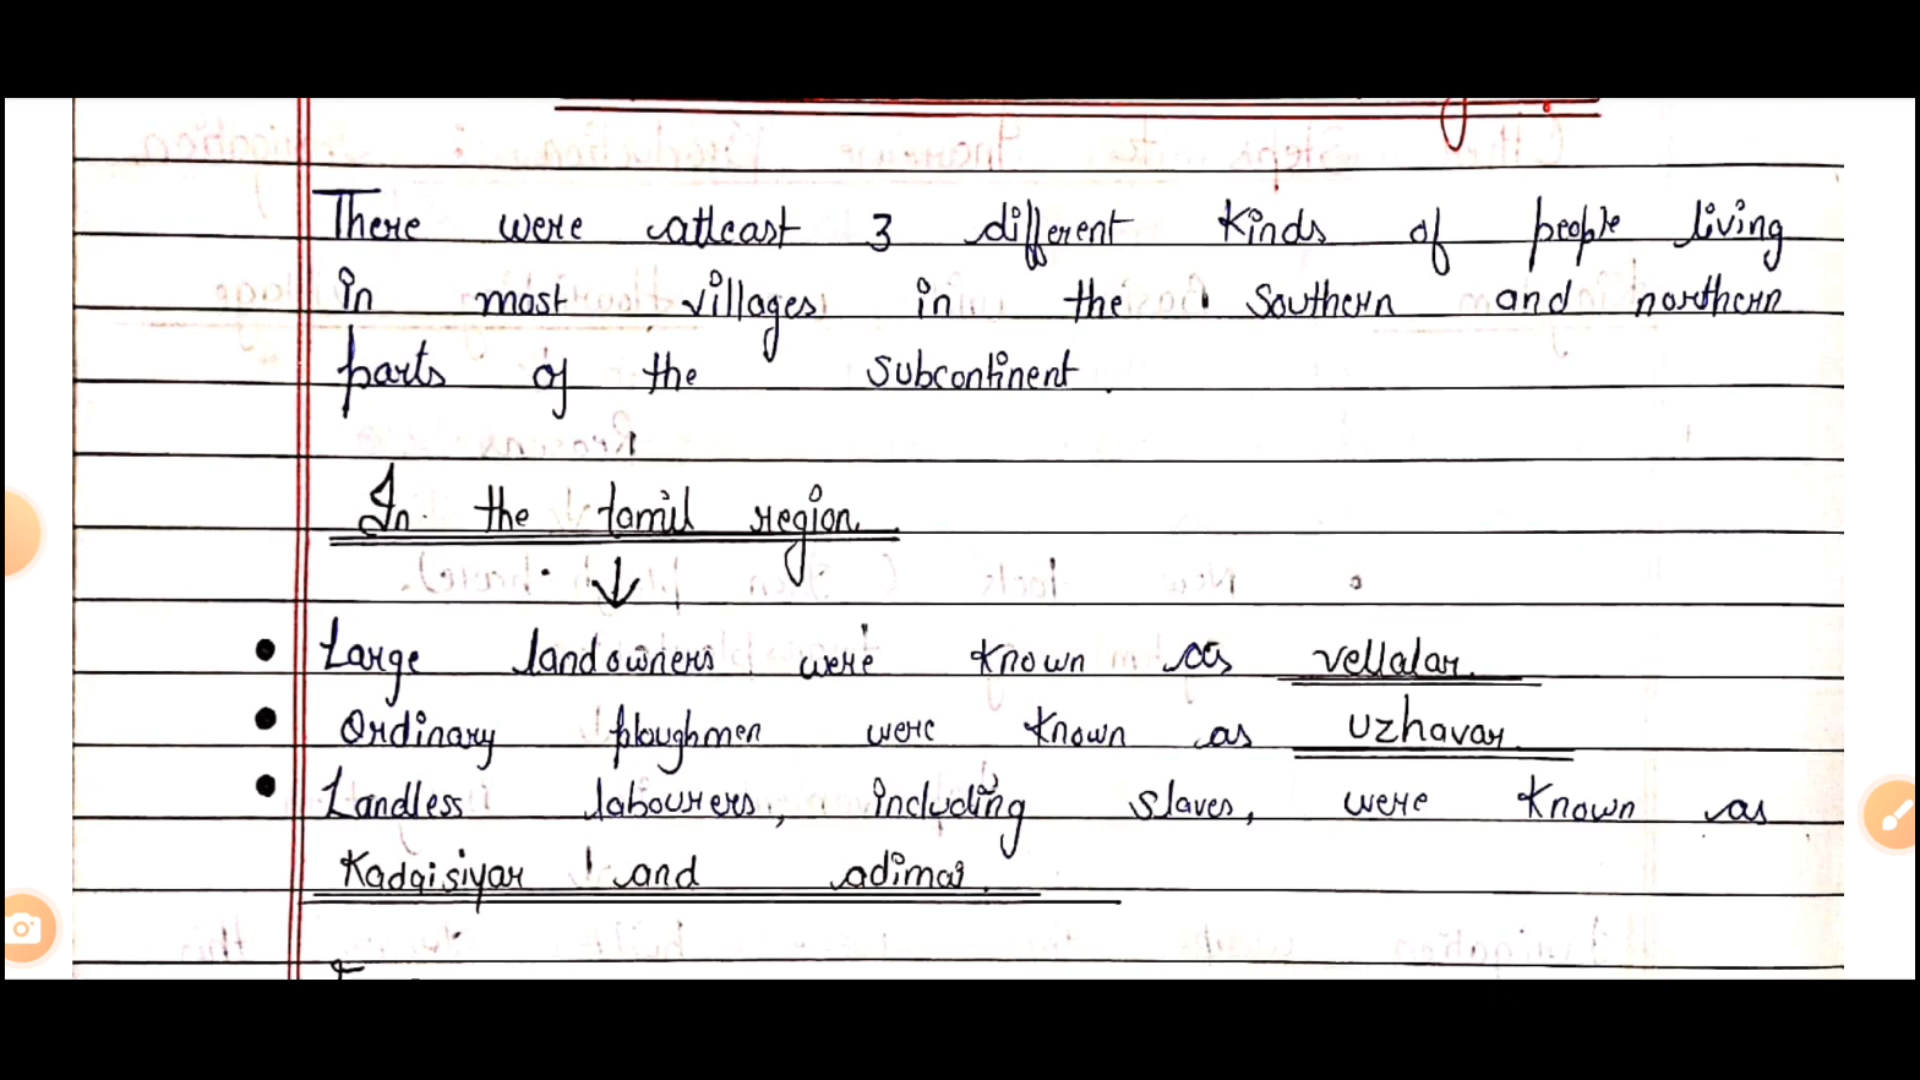 There were atleast 3 different Kinds of people living
in most villages in the Southern and northern
parts of the subcontinent.
In the tamil region
Large landowners were known as vellalar.
Ordinary ploughmen were known as uzhavar.
Landless labourers, including slaves, were known as
Kadaisiyar and adimai.